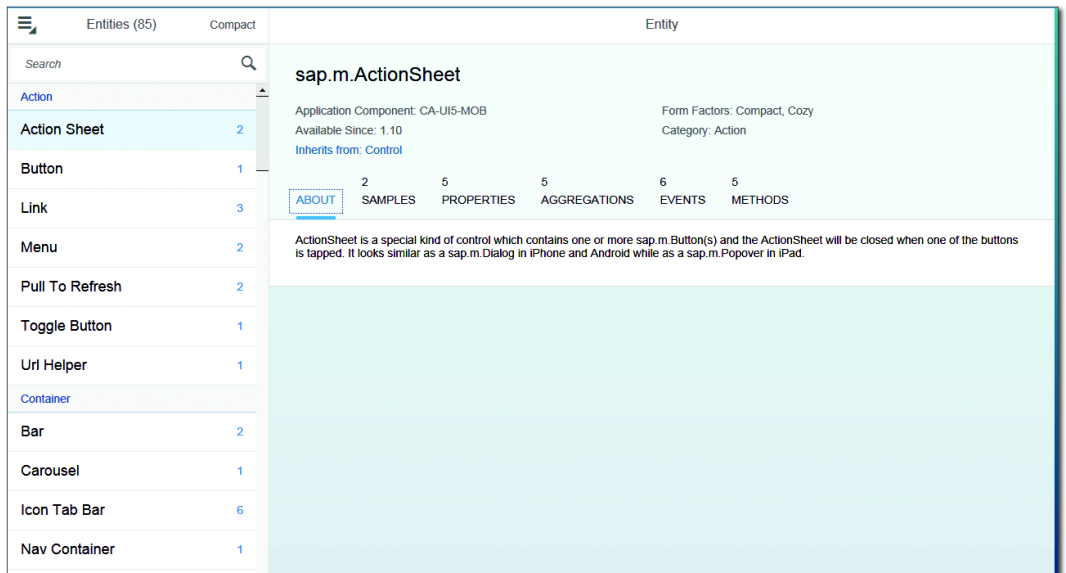 Entities (85)
Compact
Search
Action
Action Sheet 2
Button 1
Link 3
Menu 2
Pull To Refresh 2
Toggle Button 1
Url Helper 1
Container
Bar 2
Carousel 1
Icon Tab Bar 6
Nav Container 1
Entity
sap.m.ActionSheet
Application Component: CA-UI5-MOB
Available Since: 1.10
Inherits from: Control
Form Factors: Compact, Cozy
Category: Action
2 5 5 6 5
ABOUT SAMPLES PROPERTIES AGGREGATIONS EVENTS METHODS
ActionSheet is a special kind of control which contains one or more sap.m.Button(s) and the ActionSheet will be closed when one of the buttons
is tapped. It looks similar as a sap.m.Dialog in iPhone and Android while as a sap.m.Popover in iPad.